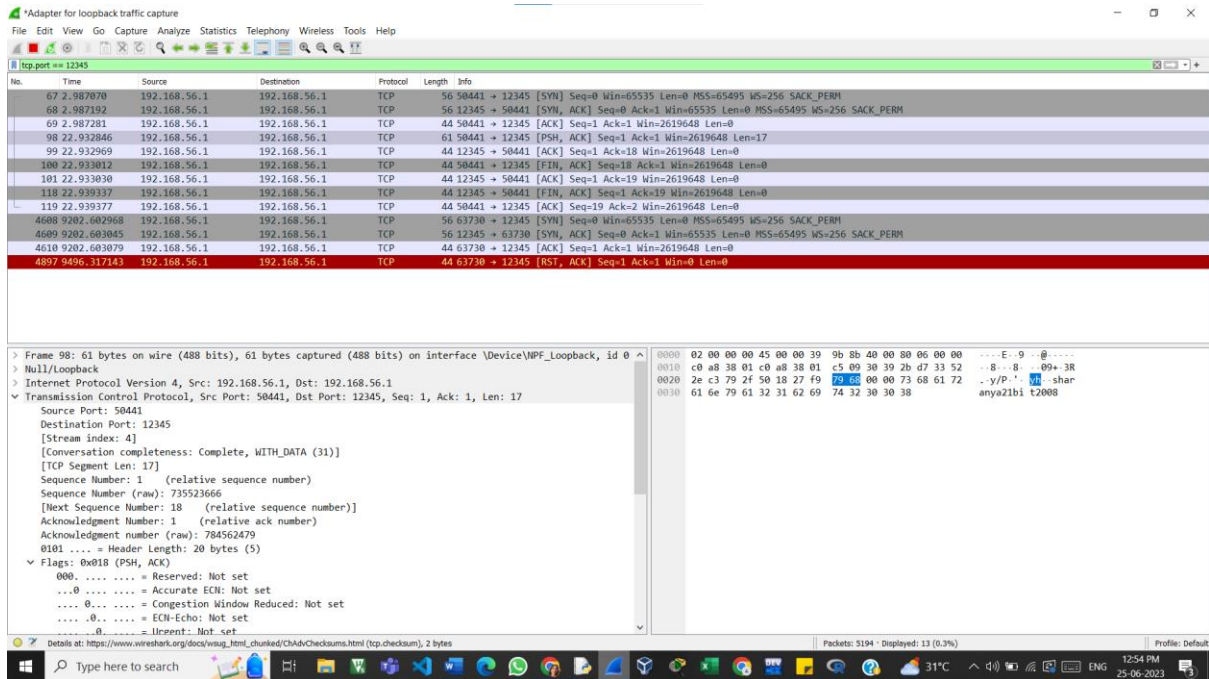 *Adapter for loopback traffic capture
File Edit View Go Capture Analyze Statistics Telephony Wireless Tools Help
tcp.port == 12345
No. Time Source Destination Protocol Length Info
67 2.987070 192.168.56.1 192.168.56.1 TCP 56 50441 → 12345 [SYN] Seq=0 Win=65535 Len=0 MSS=65495 WS=256 SACK_PERM
68 2.987192 192.168.56.1 192.168.56.1 TCP 56 12345 → 50441 [SYN, ACK] Seq=0 Ack=1 Win=65535 Len=0 MSS=65495 WS=256 SACK_PERM
69 2.987281 192.168.56.1 192.168.56.1 TCP 44 50441 → 12345 [ACK] Seq=1 Ack=1 Win=2619648 Len=0
98 22.932846 192.168.56.1 192.168.56.1 TCP 61 50441 → 12345 [PSH, ACK] Seq=1 Ack=1 Win=2619648 Len=17
99 22.932969 192.168.56.1 192.168.56.1 TCP 44 12345 → 50441 [ACK] Seq=1 Ack=18 Win=2619648 Len=0
100 22.933012 192.168.56.1 192.168.56.1 TCP 44 50441 → 12345 [FIN, ACK] Seq=18 Ack=1 Win=2619648 Len=0
101 22.933030 192.168.56.1 192.168.56.1 TCP 44 12345 → 50441 [ACK] Seq=1 Ack=19 Win=2619648 Len=0
118 22.939337 192.168.56.1 192.168.56.1 TCP 44 12345 → 50441 [FIN, ACK] Seq=1 Ack=19 Win=2619648 Len=0
119 22.939377 192.168.56.1 192.168.56.1 TCP 44 50441 → 12345 [ACK] Seq=19 Ack=2 Win=2619648 Len=0
4608 9202.602968 192.168.56.1 192.168.56.1 TCP 56 63730 → 12345 [SYN] Seq=0 Win=65535 Len=0 MSS=65495 WS=256 SACK_PERM
4609 9202.603045 192.168.56.1 192.168.56.1 TCP 56 12345 → 63730 [SYN, ACK] Seq=0 Ack=1 Win=65535 Len=0 MSS=65495 WS=256 SACK_PERM
4610 9202.603079 192.168.56.1 192.168.56.1 TCP 44 63730 → 12345 [ACK] Seq=1 Ack=1 Win=2619648 Len=0
4897 9496.317143 192.168.56.1 192.168.56.1 TCP 44 63730 → 12345 [RST, ACK] Seq=1 Ack=1 Win=0 Len=0
Frame 98: 61 bytes on wire (488 bits), 61 bytes captured (488 bits) on interface \Device\NPF_Loopback, id 0
Null/Loopback
Internet Protocol Version 4, Src: 192.168.56.1, Dst: 192.168.56.1
Transmission Control Protocol, Src Port: 50441, Dst Port: 12345, Seq: 1, Ack: 1, Len: 17
Source Port: 50441
Destination Port: 12345
[Stream index: 4]
[Conversation completeness: Complete, WITH_DATA (31)]
[TCP Segment Len: 17]
Sequence Number: 1 (relative sequence number)
Sequence Number (raw): 735523666
[Next Sequence Number: 18 (relative sequence number)]
Acknowledgment Number: 1 (relative ack number)
Acknowledgment number (raw): 784562479
0101 .... = Header Length: 20 bytes (5)
Flags: 0x018 (PSH, ACK)
000. .... .... = Reserved: Not set
...0 .... .... = Accurate ECN: Not set
.... 0... .... = Congestion Window Reduced: Not set
.... .0.. .... = ECN-Echo: Not set
.... ..0. .... = Urgent: Not set
0000 02 00 00 00 45 00 00 39 9b 8b 40 00 80 06 00 00 ····E··9 ··@·····
0010 c0 a8 38 01 c0 a8 38 01 c5 09 30 39 2b d7 33 52 ··8···8· ··09+·3R
0020 2e c3 79 2f 50 18 27 f9 79 68 00 00 73 68 61 72 .·y/P·'· yh··shar
0030 61 6e 79 61 32 31 62 69 74 32 30 30 38 anya21bi t2008
Details at: https://www.wireshark.org/docs/wsug_html_chunked/ChAdvChecksums.html (tcp.checksum), 2 bytes
Packets: 5194 · Displayed: 13 (0.3%)
Profile: Default
Type here to search
31°C
ENG
12:54 PM
25-06-2023